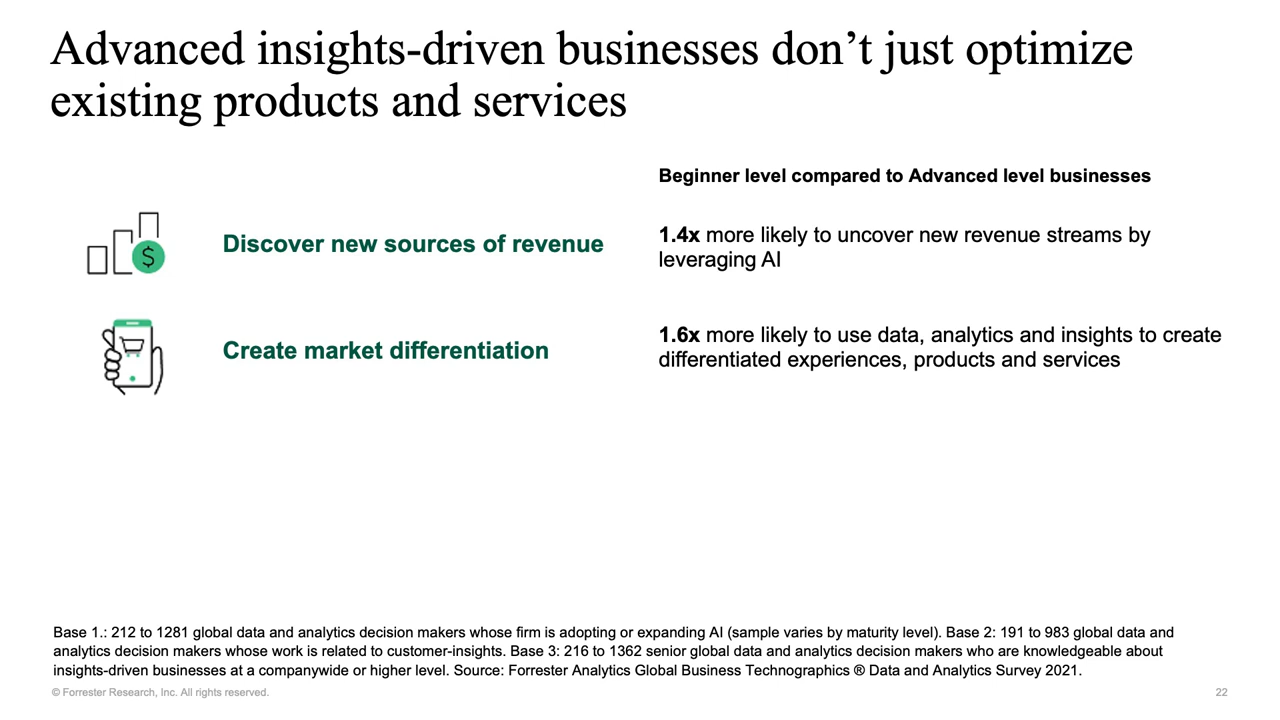 Advanced insights-driven businesses don’t just optimize
existing products and services
Beginner level compared to Advanced level businesses
$
Discover new sources of revenue
1.4x more likely to uncover new revenue streams by
leveraging AI
Create market differentiation
1.6x more likely to use data, analytics and insights to create
differentiated experiences, products and services
Base 1.: 212 to 1281 global data and analytics decision makers whose firm is adopting or expanding AI (sample varies by maturity level). Base 2: 191 to 983 global data and
analytics decision makers whose work is related to customer-insights. Base 3: 216 to 1362 senior global data and analytics decision makers who are knowledgeable about
insights-driven businesses at a companywide or higher level. Source: Forrester Analytics Global Business Technographics ® Data and Analytics Survey 2021.
© Forrester Research, Inc. All rights reserved.
22